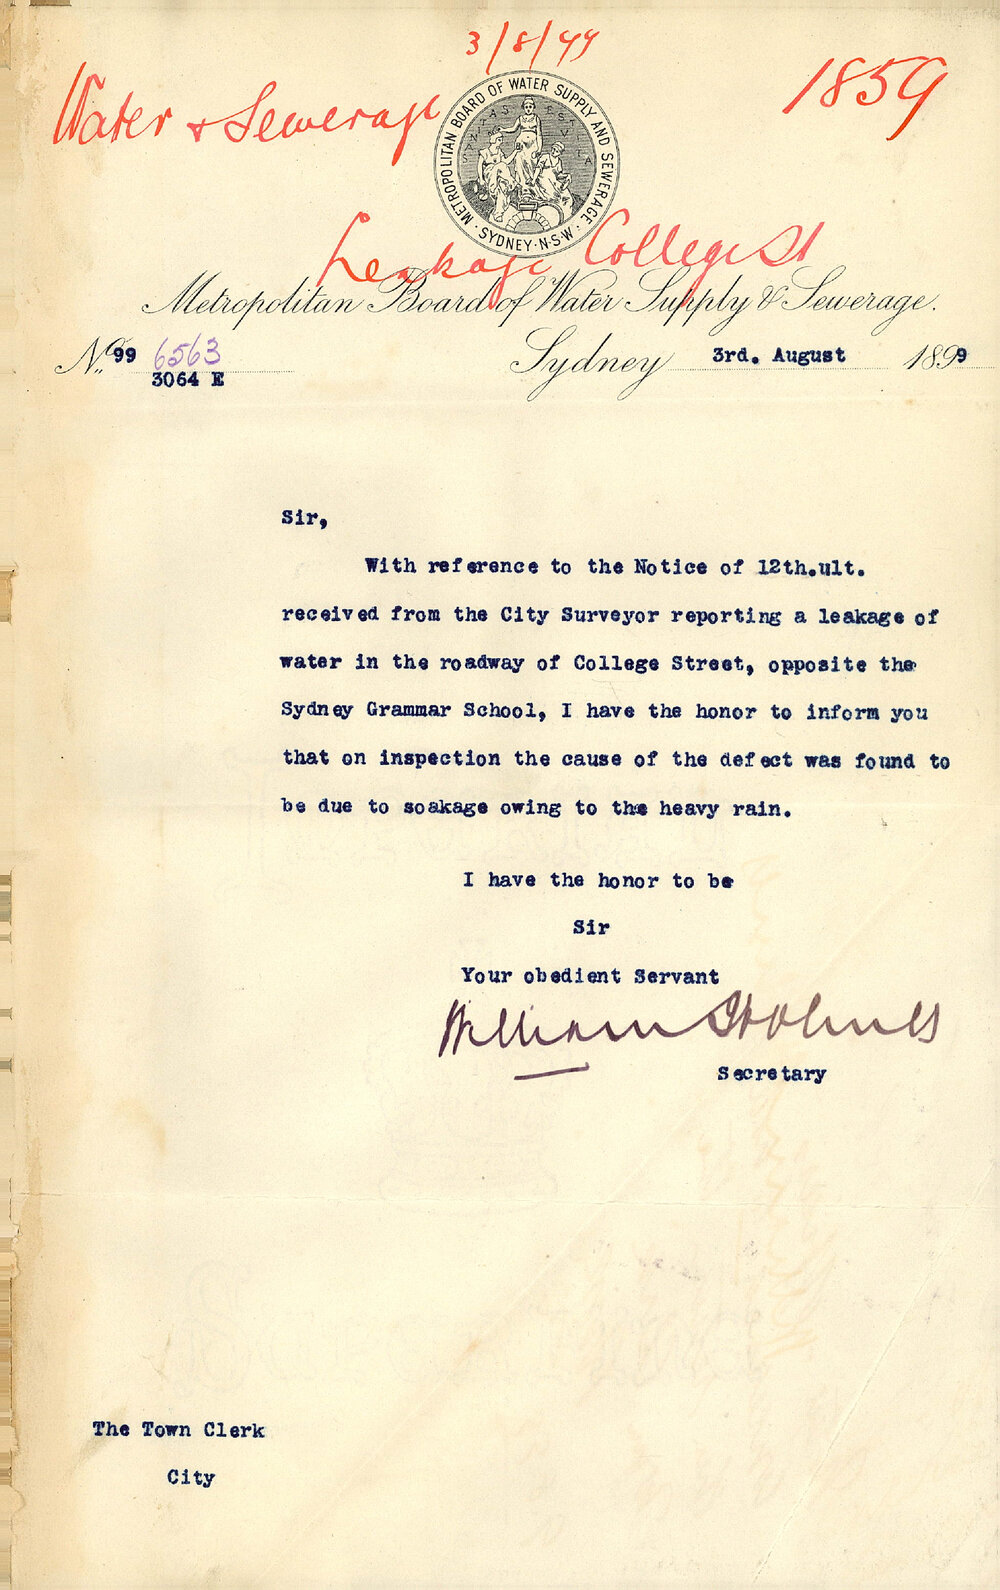 3/8/99
Water & Sewerage
1859
METROPOLITAN BOARD OF WATER SUPPLY AND SEWERAGE
SYDNEY·N·S·W·
Leakage College St
Metropolitan Board of Water Supply & Sewerage.
No. 99 6563
3064 E
Sydney 3rd. August 1899
Sir,
With reference to the Notice of 12th.ult.
received from the City Surveyor reporting a leakage of
water in the roadway of College Street, opposite the
Sydney Grammar School, I have the honor to inform you
that on inspection the cause of the defect was found to
be due to soakage owing to the heavy rain.
I have the honor to be
Sir
Your obedient Servant
William Holmes
Secretary
The Town Clerk
City